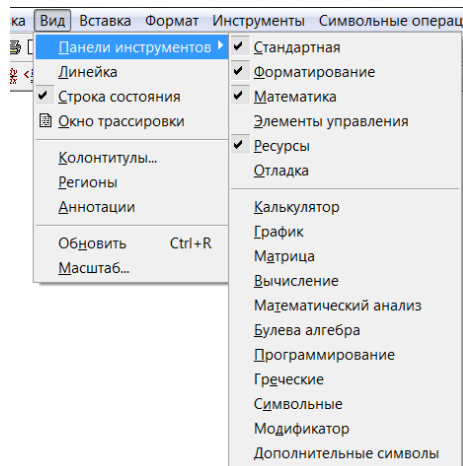 ка Вид Вставка Формат Инструменты Символьные операц
Панели инструментов
Линейка
Строка состояния
Окно трассировки
Колонтитулы...
Регионы
Аннотации
Обновить Ctrl+R
Масштаб...
Стандартная
Форматирование
Математика
Элементы управления
Ресурсы
Отладка
Калькулятор
График
Матрица
Вычисление
Математический анализ
Булева алгебра
Программирование
Греческие
Символьные
Модификатор
Дополнительные символы